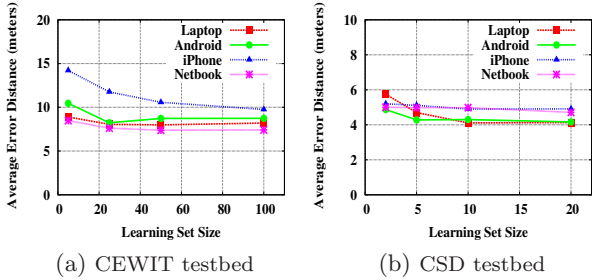 Average Error Distance (meters)
20
15
10
5
0
0 20 40 60 80 100
Laptop
Android
iPhone
Netbook
Learning Set Size
(a) CEWIT testbed
Average Error Distance (meters)
10
8
6
4
2
0
0 5 10 15 20
Laptop
Android
iPhone
Netbook
Learning Set Size
(b) CSD testbed